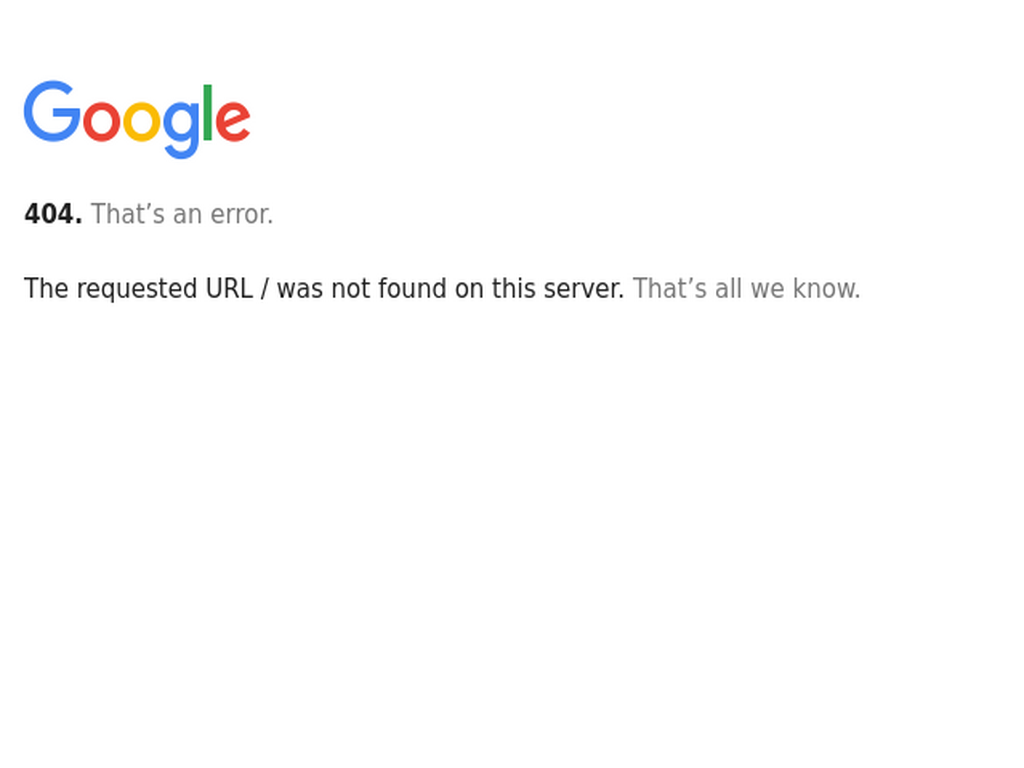 Google
404. That’s an error.
The requested URL / was not found on this server. That’s all we know.